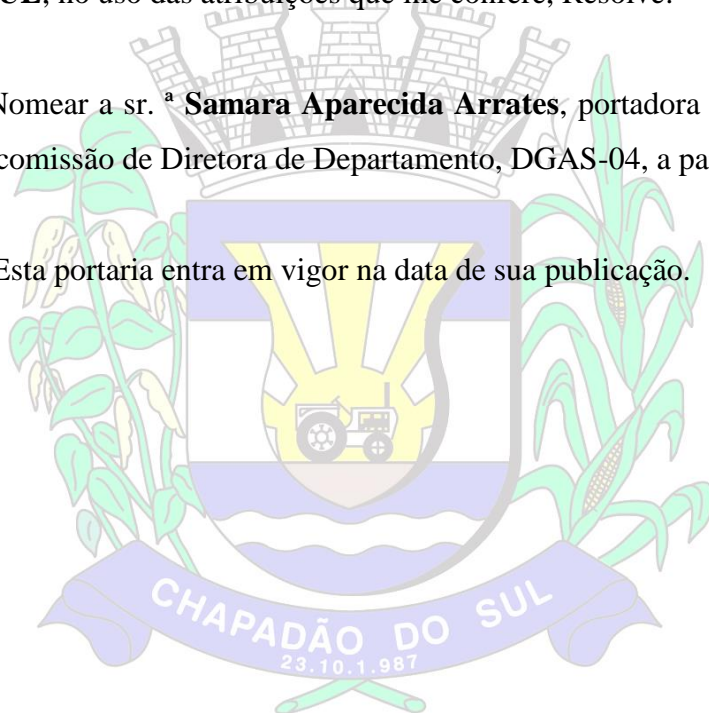 , no uso das atribuições que me confere, Resolve:
Nomear a sr. ª Samara Aparecida Arrates, portadora
comissão de Diretora de Departamento, DGAS-04, a pa
Esta portaria entra em vigor na data de sua publicação.
CHAPADÃO DO SUL
23.10.1.987